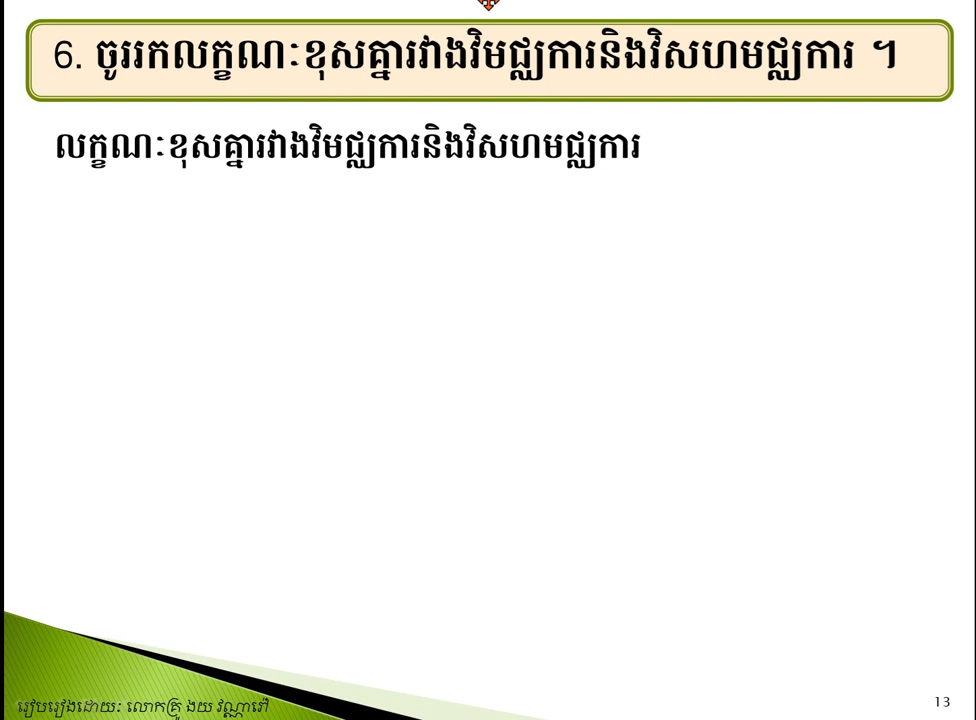 6. ចូររកលក្ខណៈខុសគ្នារវាងវិមជ្ឈការនិងវិសហមជ្ឈការ ។
លក្ខណៈខុសគ្នារវាងវិមជ្ឈការនិងវិសហមជ្ឈការ
រៀបរៀងដោយ: លោកគ្រូ ងយ វណ្ណាវៅ
13